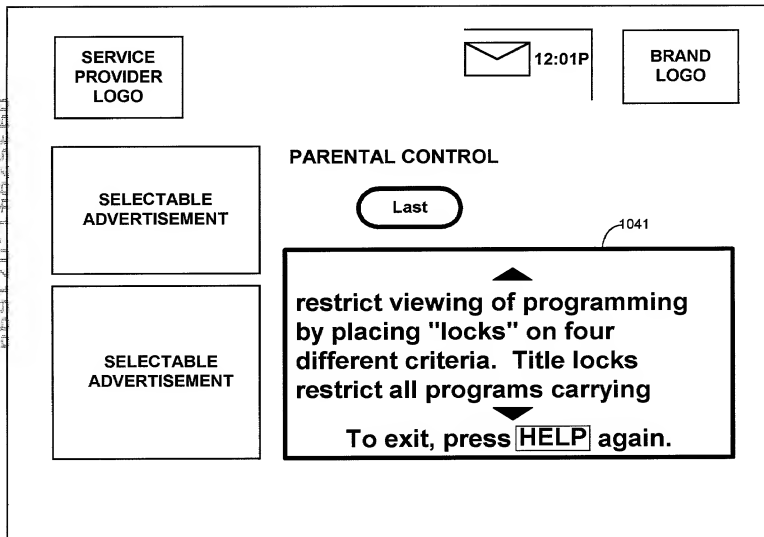 SERVICE
PROVIDER
LOGO
12:01P
BRAND
LOGO
SELECTABLE
ADVERTISEMENT
PARENTAL CONTROL
Last
1041
restrict viewing of programming
by placing "locks" on four
different criteria. Title locks
restrict all programs carrying
To exit, press HELP again.
SELECTABLE
ADVERTISEMENT